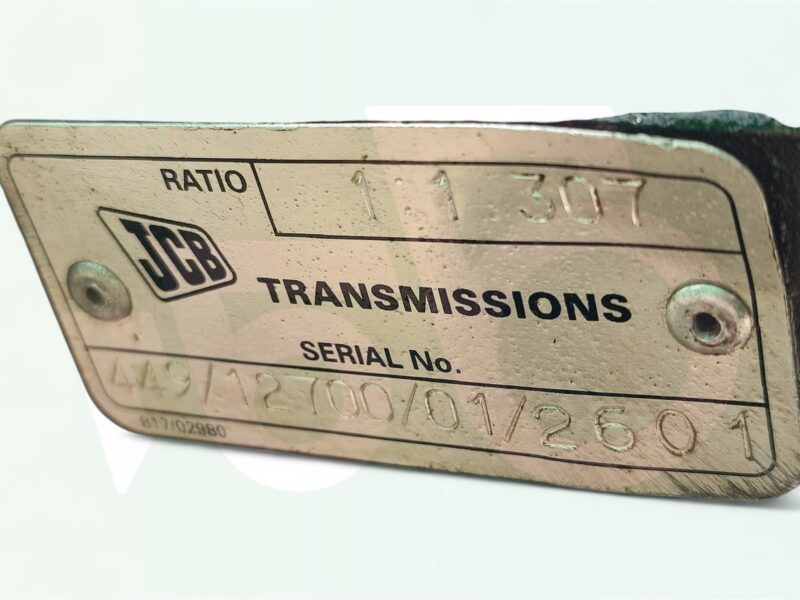 RATIO 1 1 307
JCB
TRANSMISSIONS
SERIAL No.
449/12700/01/2601
817/02980